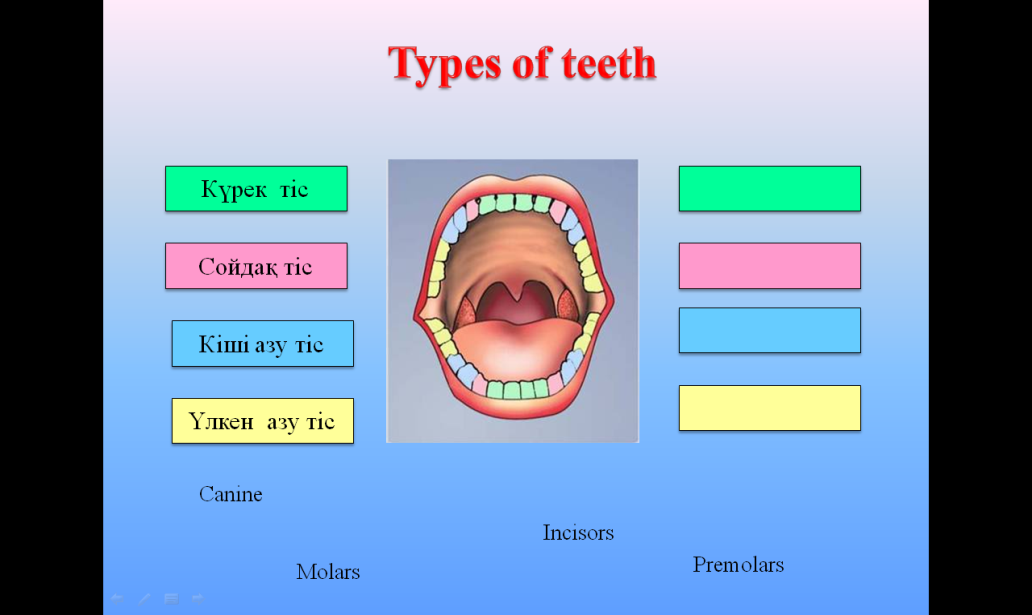 Types of teeth
Күрек тіс
Сойдақ тіс
Кіші азу тіс
Үлкен азу тіс
Canine
Incisors
Premolars
Molars